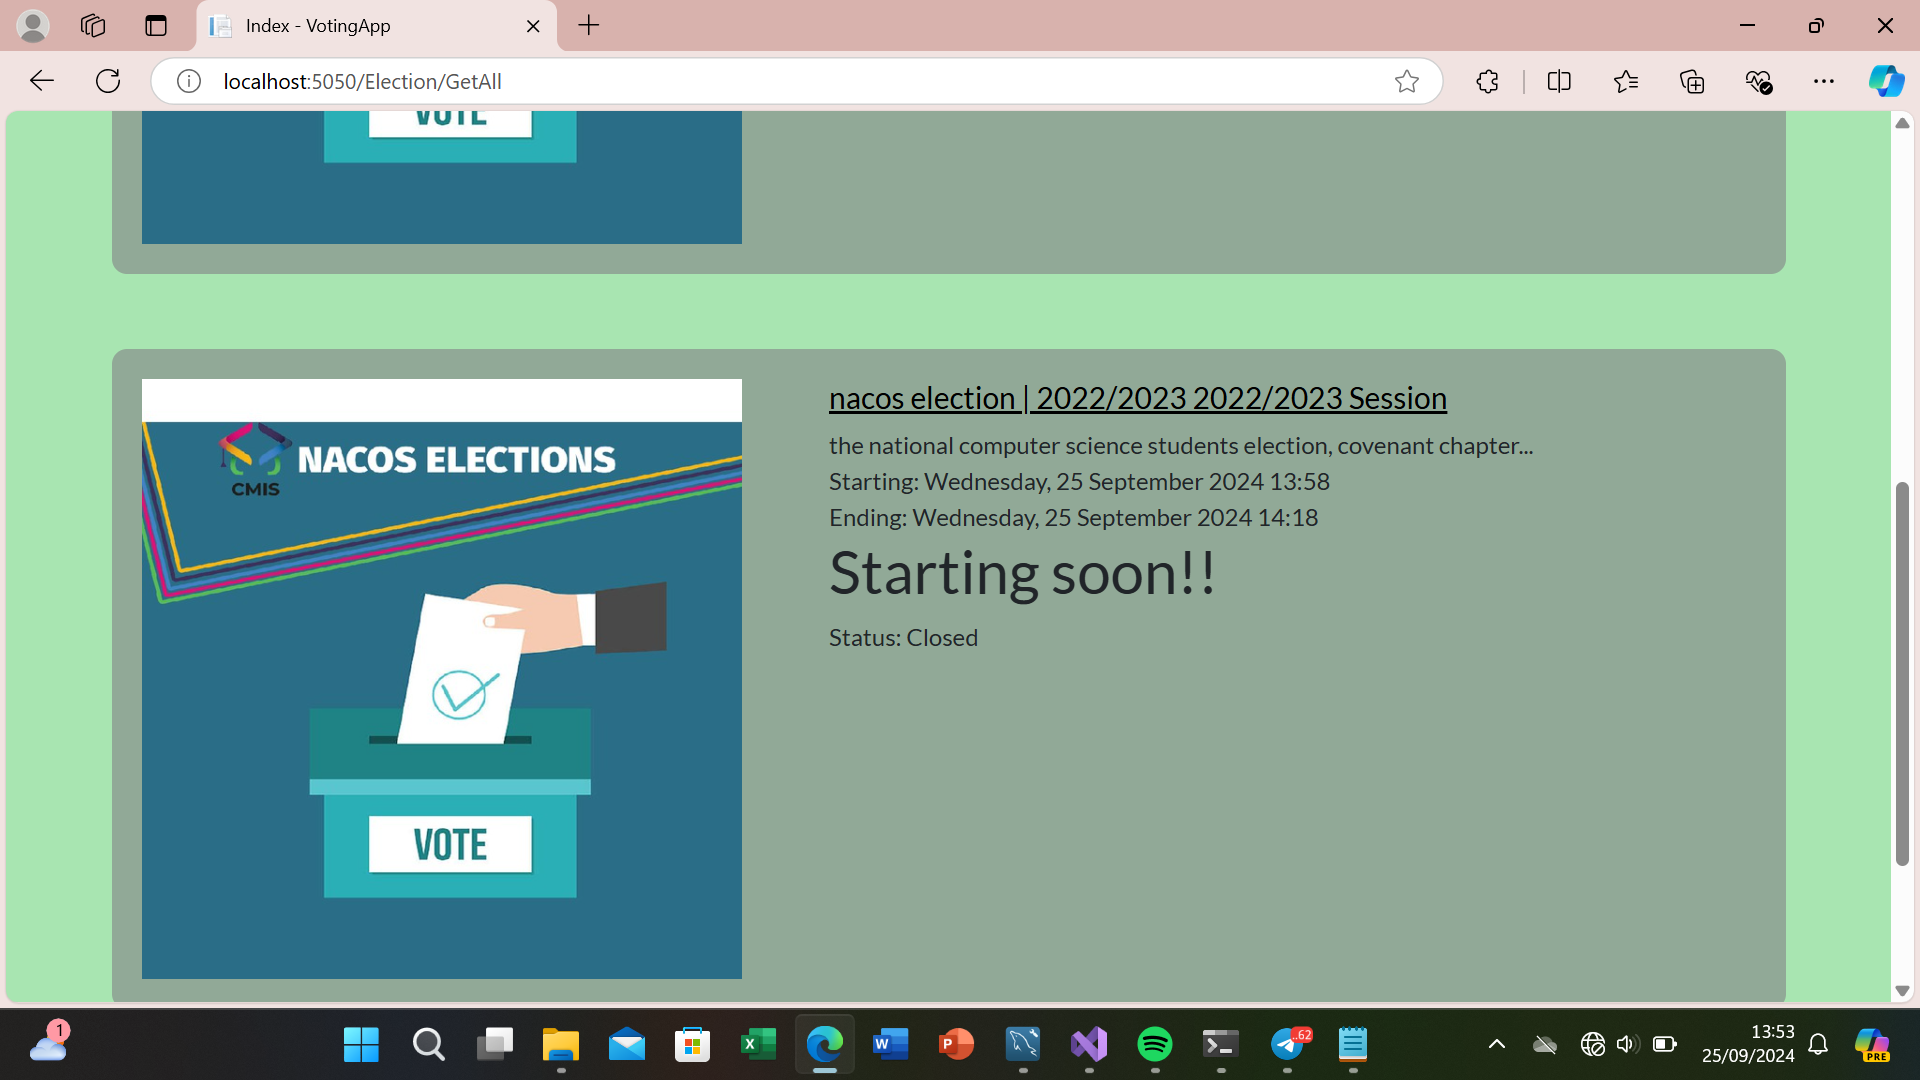 Index - VotingApp
localhost:5050/Election/GetAll
VOTE
NACOS ELECTIONS
CMIS
VOTE
nacos election | 2022/2023 2022/2023 Session
the national computer science students election, covenant chapter...
Starting: Wednesday, 25 September 2024 13:58
Ending: Wednesday, 25 September 2024 14:18
Starting soon!!
Status: Closed
1
X
W
P
62
13:53
25/09/2024
PRE